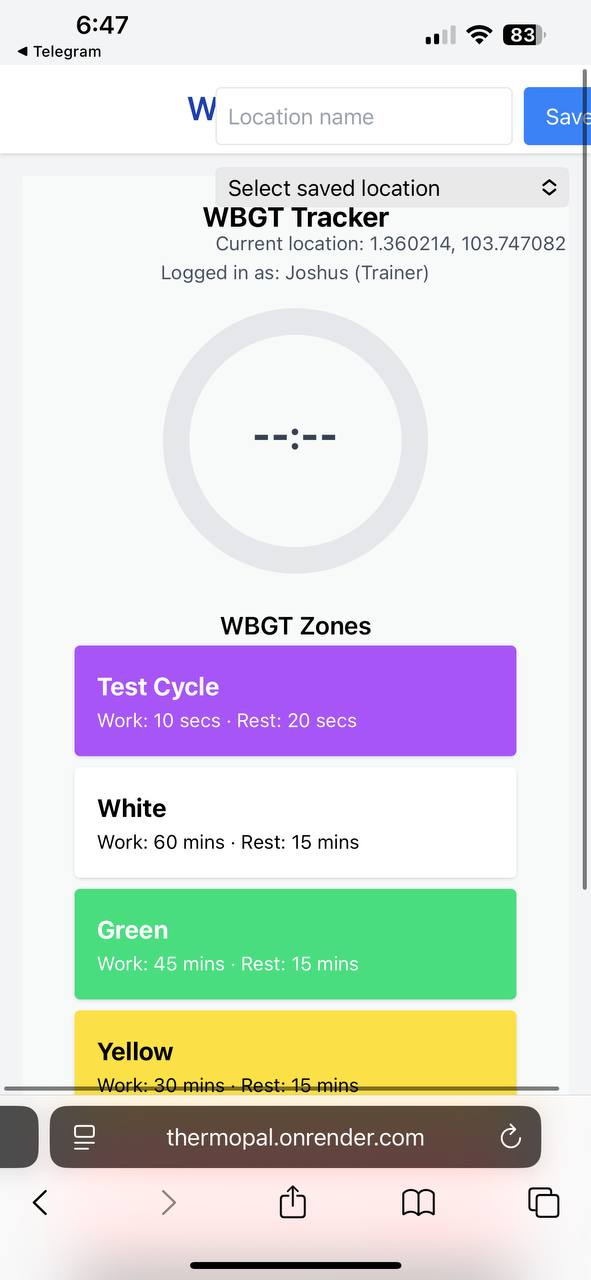 6:47
83
◀ Telegram
W
Location name
Save
Select saved location
WBGT Tracker
Current location: 1.360214, 103.747082
Logged in as: Joshus (Trainer)
--:--
WBGT Zones
Test Cycle
Work: 10 secs · Rest: 20 secs
White
Work: 60 mins · Rest: 15 mins
Green
Work: 45 mins · Rest: 15 mins
Yellow
Work: 30 mins · Rest: 15 mins
thermopal.onrender.com